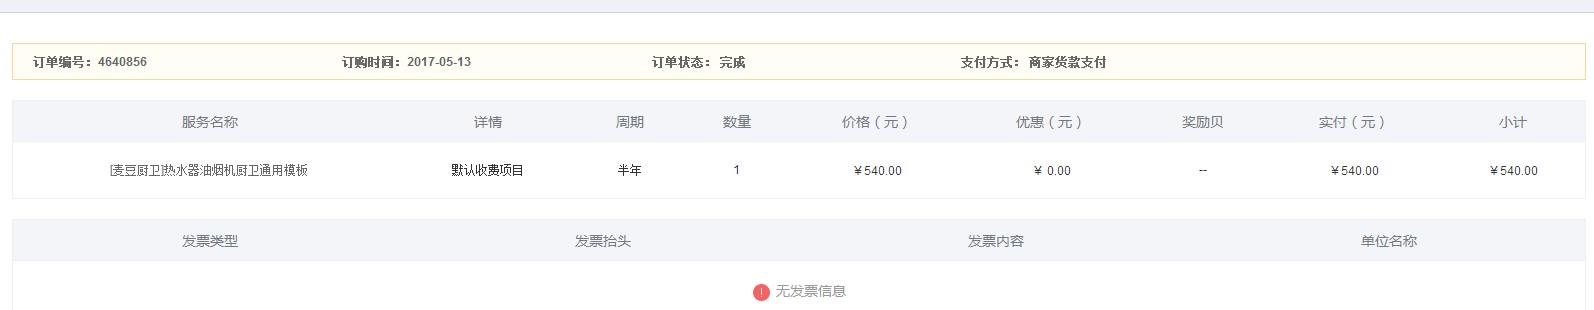 订单编号：4640856 订购时间：2017-05-13 订单状态： 完成 支付方式： 商家货款支付
服务名称 详情 周期 数量 价格（元） 优惠（元） 奖励贝 实付（元） 小计
[麦豆厨卫]热水器油烟机厨卫通用模板 默认收费项目 半年 1 ￥540.00 ￥ 0.00 -- ￥540.00 ￥540.00
发票类型 发票抬头 发票内容 单位名称
! 无发票信息